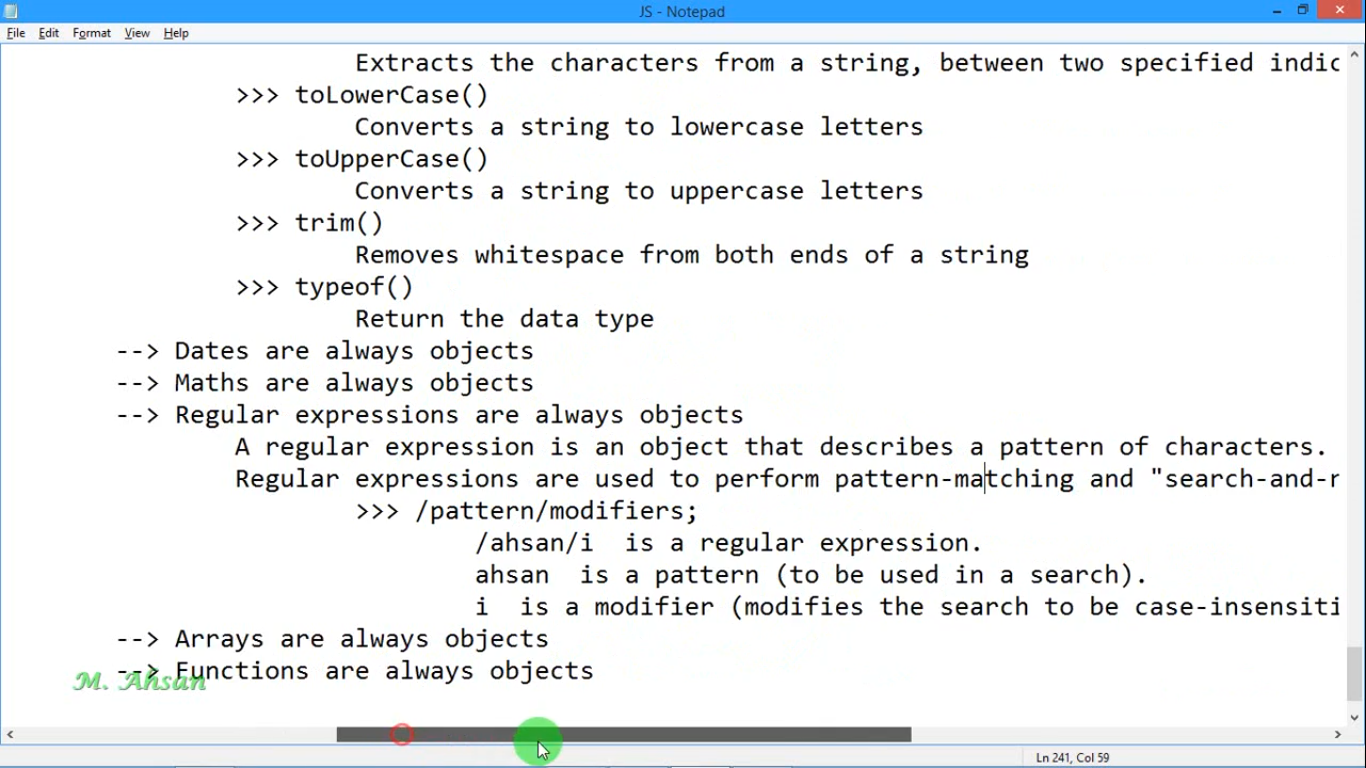 JS - Notepad
File Edit Format View Help
Extracts the characters from a string, between two specified indic
>>> toLowerCase()
Converts a string to lowercase letters
>>> toUpperCase()
Converts a string to uppercase letters
>>> trim()
Removes whitespace from both ends of a string
>>> typeof()
Return the data type
--> Dates are always objects
--> Maths are always objects
--> Regular expressions are always objects
A regular expression is an object that describes a pattern of characters.
Regular expressions are used to perform pattern-matching and "search-and-r
>>> /pattern/modifiers;
/ahsan/i  is a regular expression.
ahsan  is a pattern (to be used in a search).
i  is a modifier (modifies the search to be case-insensiti
--> Arrays are always objects
--> Functions are always objects
M. Ahsan
Ln 241, Col 59